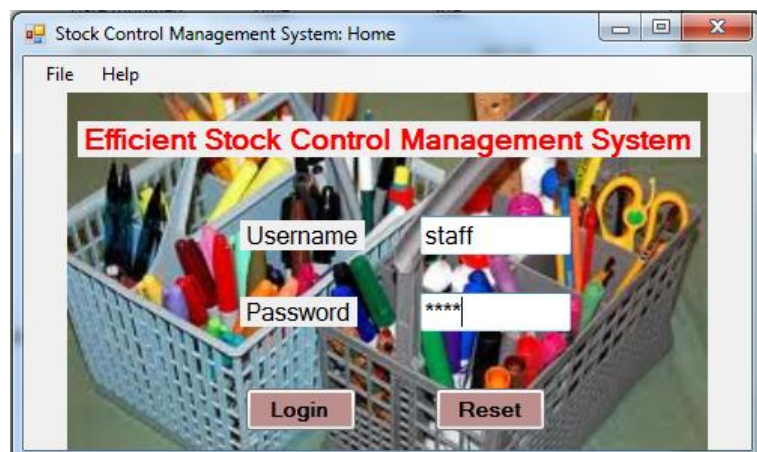 Stock Control Management System: Home
File Help
Efficient Stock Control Management System
Username staff
Password ****
Login Reset